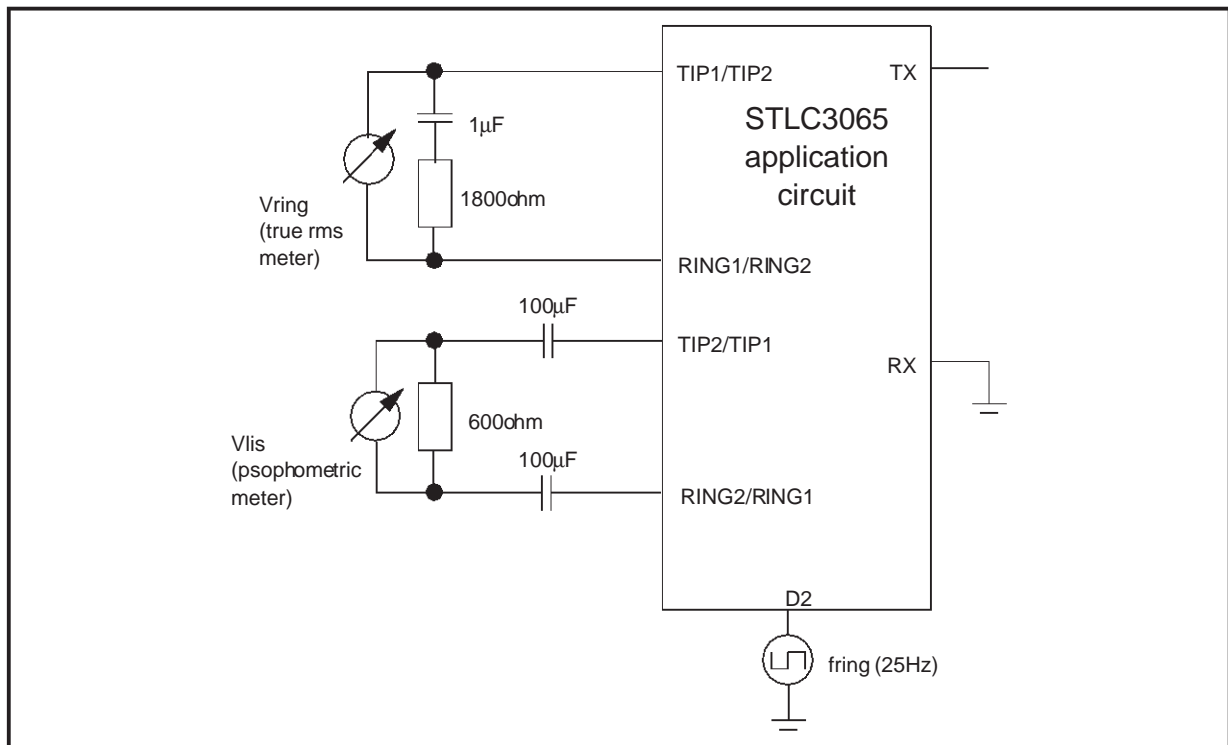 TIP1/TIP2
TX
STLC3065
application
circuit
1μF
1800ohm
Vring
(true rms
meter)
RING1/RING2
100μF
TIP2/TIP1
RX
600ohm
Vlis
(psophometric
meter)
100μF
RING2/RING1
D2
fring (25Hz)